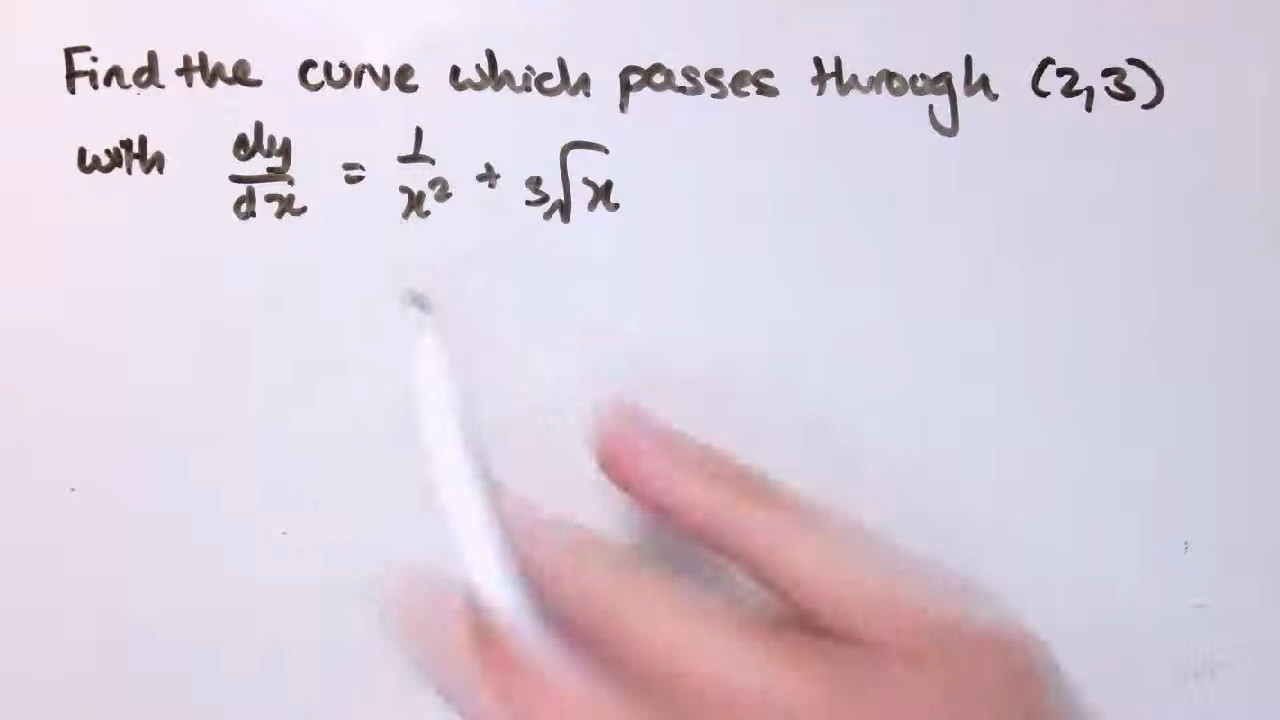 Find the curve which passes through (2,3)
with dy/dx = 1/x² + 3√x